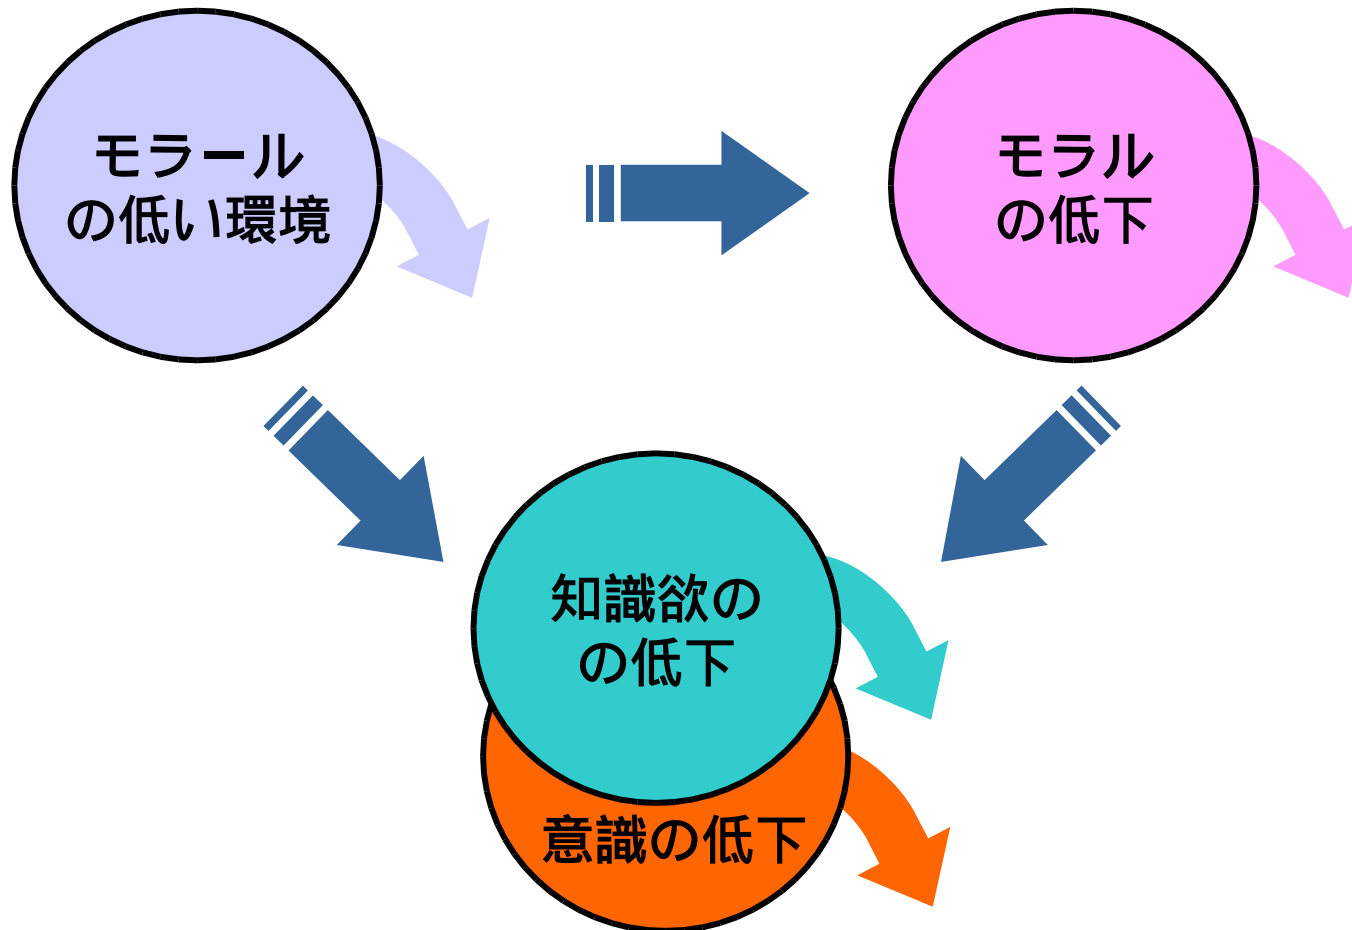 モラール
の低い環境
モラル
の低下
知識欲の
の低下
意識の低下